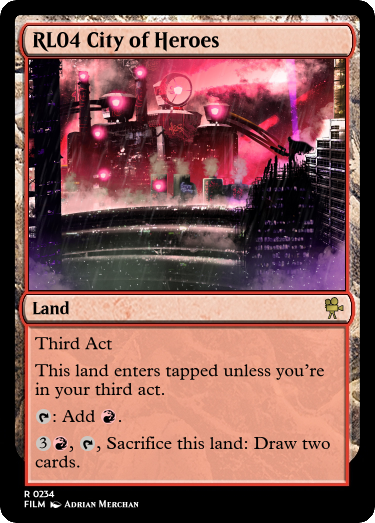 RL04 City of Heroes
Land
Third Act
This land enters tapped unless you're
in your third act.
: Add .
3 , , Sacrifice this land: Draw two
cards.
R 0234
FILM Adrian Merchan